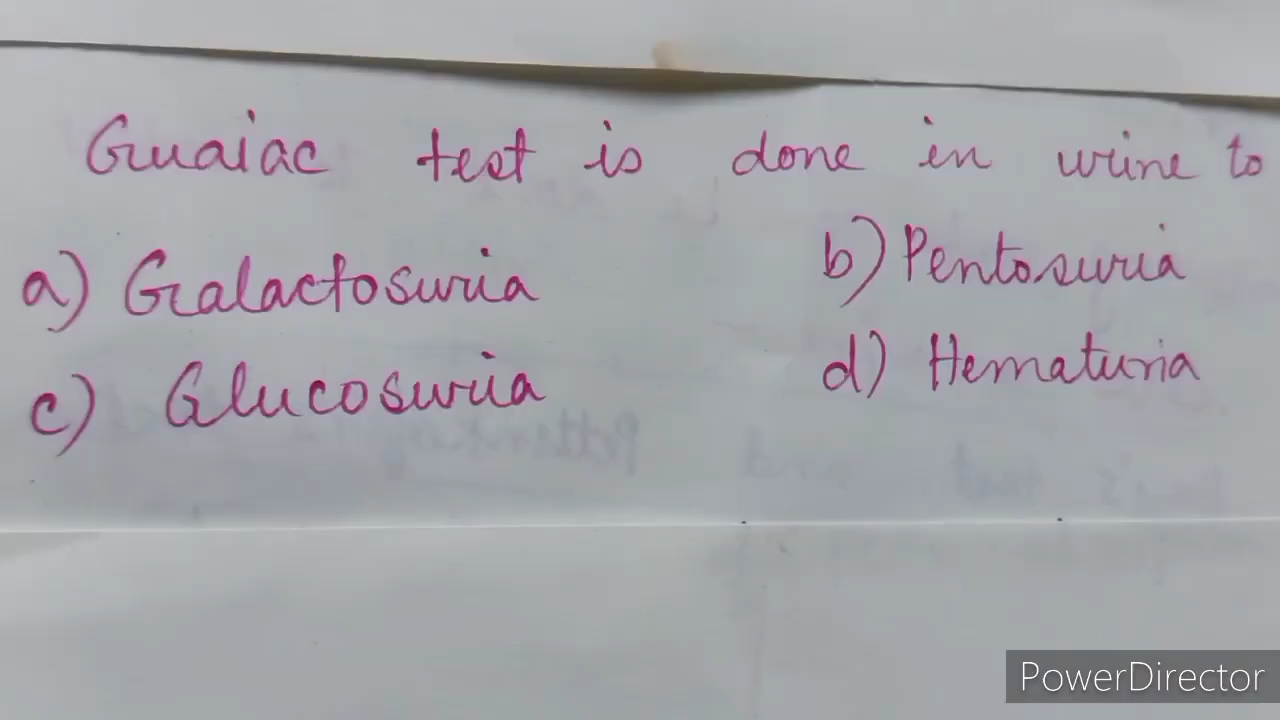 Guaiac test is done in urine to
a) Galactosuria b) Pentosuria
c) Glucosuria d) Hematuria
PowerDirector